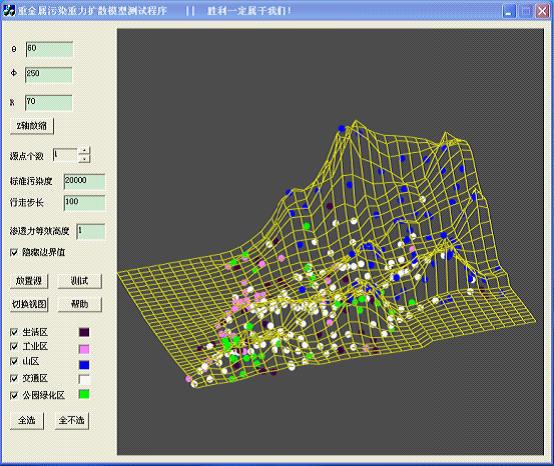 重金属污染重力扩散模型测试程序 || 胜利一定属于我们!
θ 60
Φ 250
R 70
Z轴放缩
源点个数 1
标准污染度 20000
行走步长 100
渗透力等效高度 1
隐藏边界值
放置源 测试
切换视图 帮助
生活区
工业区
山区
交通区
公园绿化区
全选 全不选